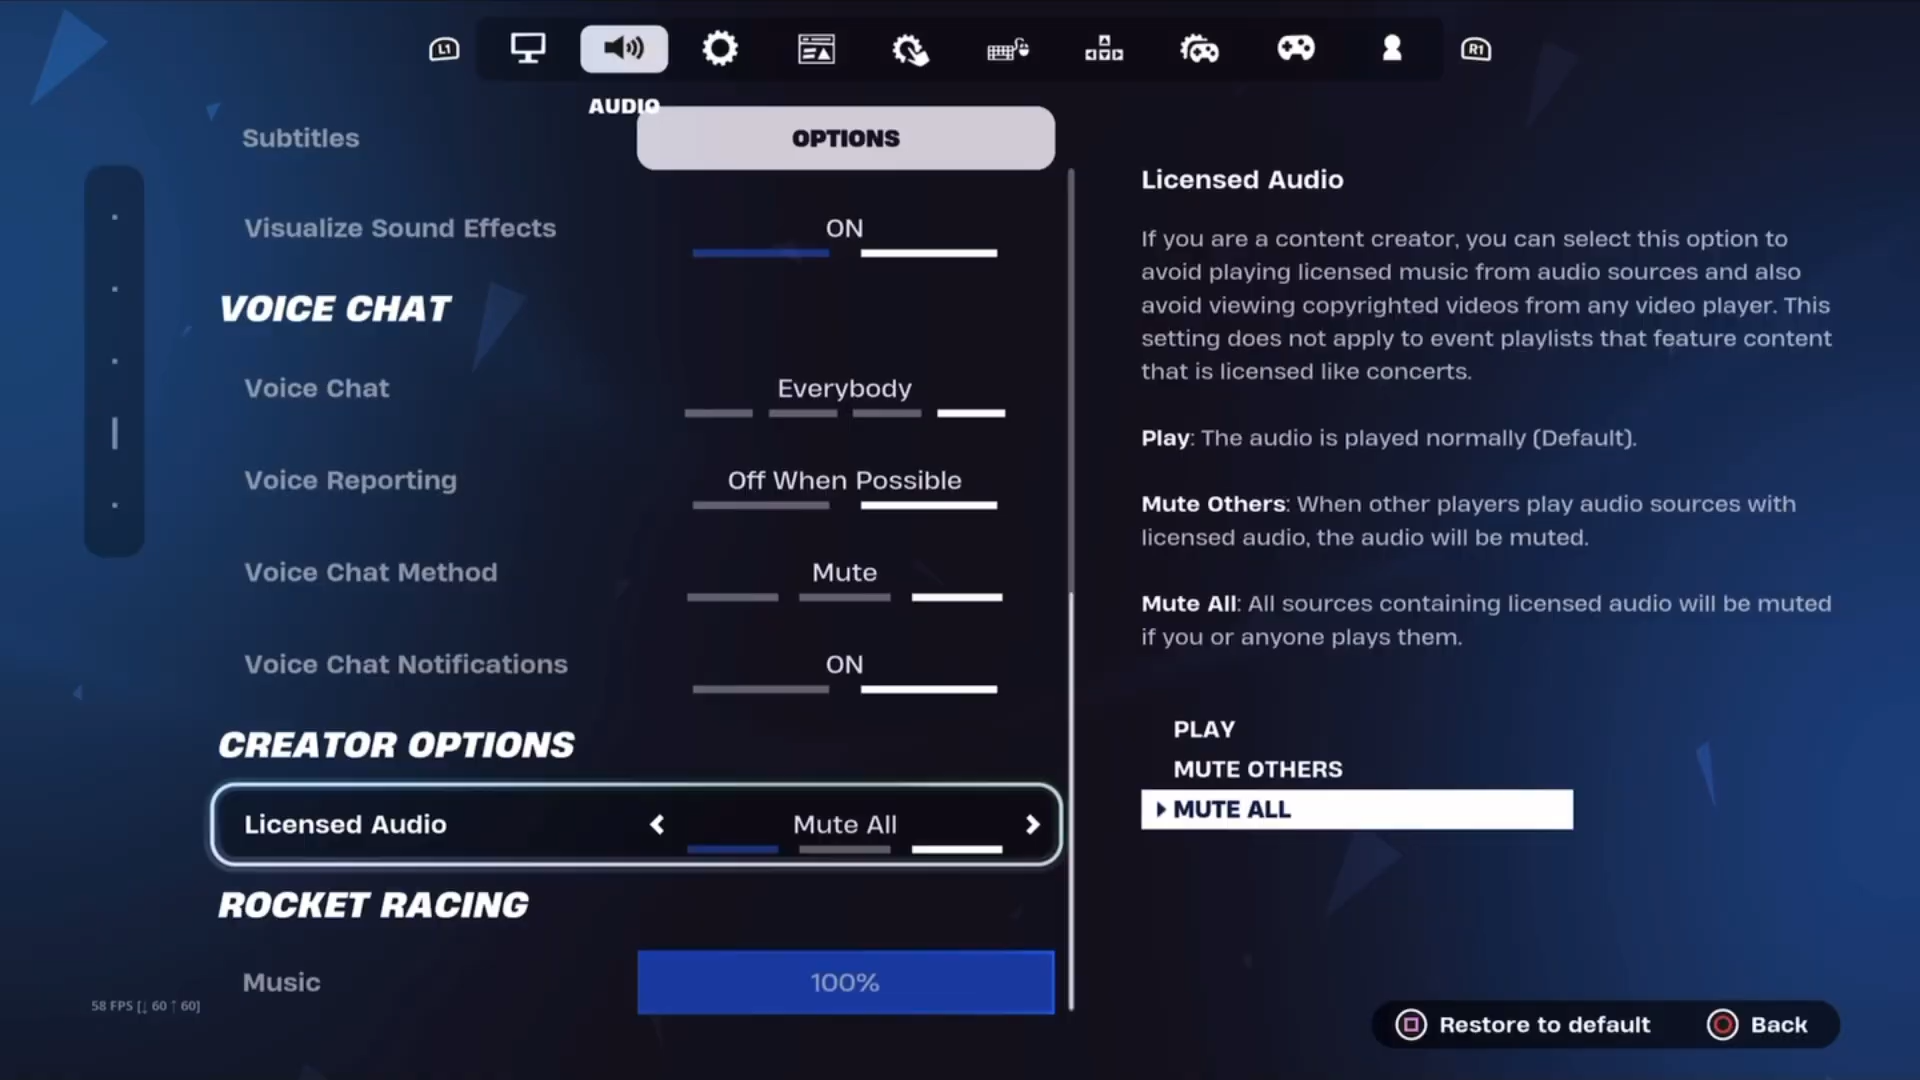 L1
R1
AUDIO
Subtitles
OPTIONS
Visualize Sound Effects
ON
VOICE CHAT
Voice Chat
Everybody
Voice Reporting
Off When Possible
Voice Chat Method
Mute
Voice Chat Notifications
ON
CREATOR OPTIONS
Licensed Audio
Mute All
ROCKET RACING
Music
100%
58 FPS [↓ 60 ↑ 60]
Licensed Audio
If you are a content creator, you can select this option to
avoid playing licensed music from audio sources and also
avoid viewing copyrighted videos from any video player. This
setting does not apply to event playlists that feature content
that is licensed like concerts.
Play: The audio is played normally (Default).
Mute Others: When other players play audio sources with
licensed audio, the audio will be muted.
Mute All: All sources containing licensed audio will be muted
if you or anyone plays them.
PLAY
MUTE OTHERS
MUTE ALL
Restore to default
Back